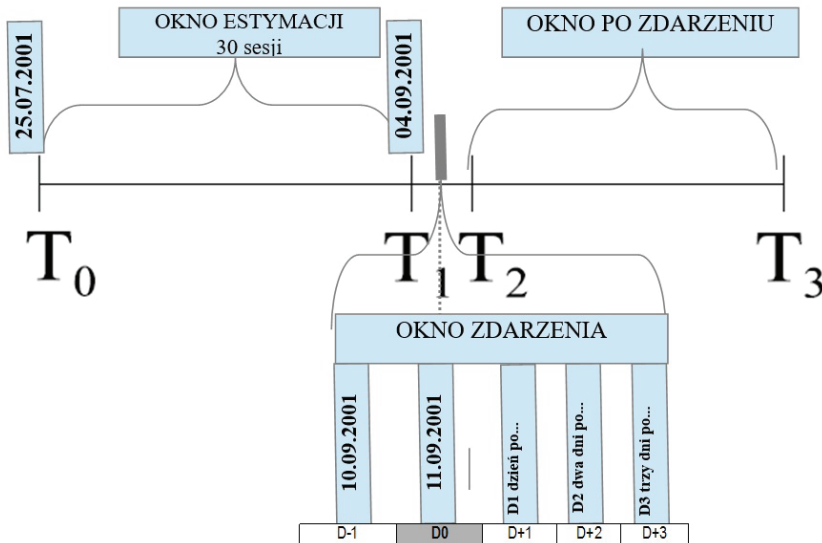 OKNO ESTYMACJI
30 sesji
OKNO PO ZDARZENIU
25.07.2001
04.09.2001
T0
T1
T2
T3
OKNO ZDARZENIA
10.09.2001
11.09.2001
D1 dzień po...
D2 dwa dni po...
D3 trzy dni po...
D-1
D0
D+1
D+2
D+3